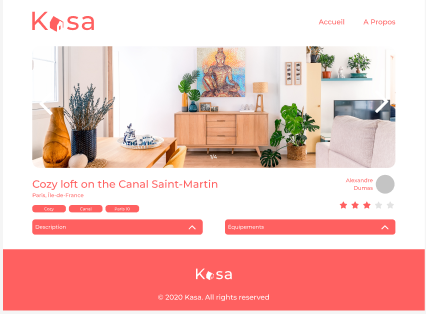 Kasa
Accueil A Propos
1/4
Cozy loft on the Canal Saint-Martin
Paris, Île-de-France
Alexandre
Dumas
Cozy Canal Paris 10
Description Équipements
Kasa
© 2020 Kasa. All rights reserved